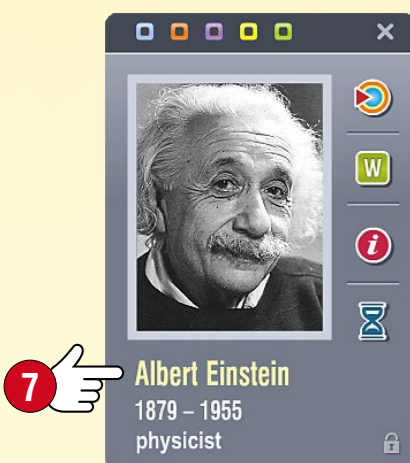 W
i
7
Albert Einstein
1879 – 1955
physicist